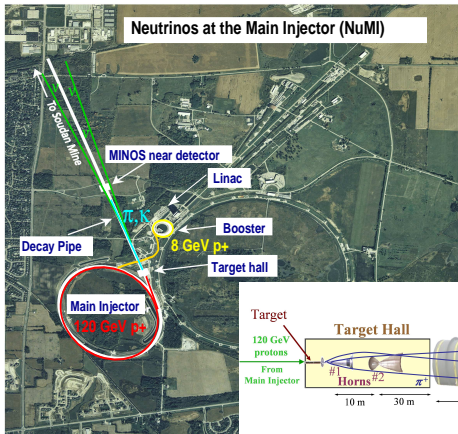 Neutrinos at the Main Injector (NuMI)
ν
ν
To Soudan Mine
MINOS near detector
Linac
π,κ
Booster
Decay Pipe
8 GeV p+
Target hall
Main Injector
120 GeV p+
Target
Target Hall
120 GeV
protons
From
Main Injector
#1
#2
Horns
π+
10 m
30 m